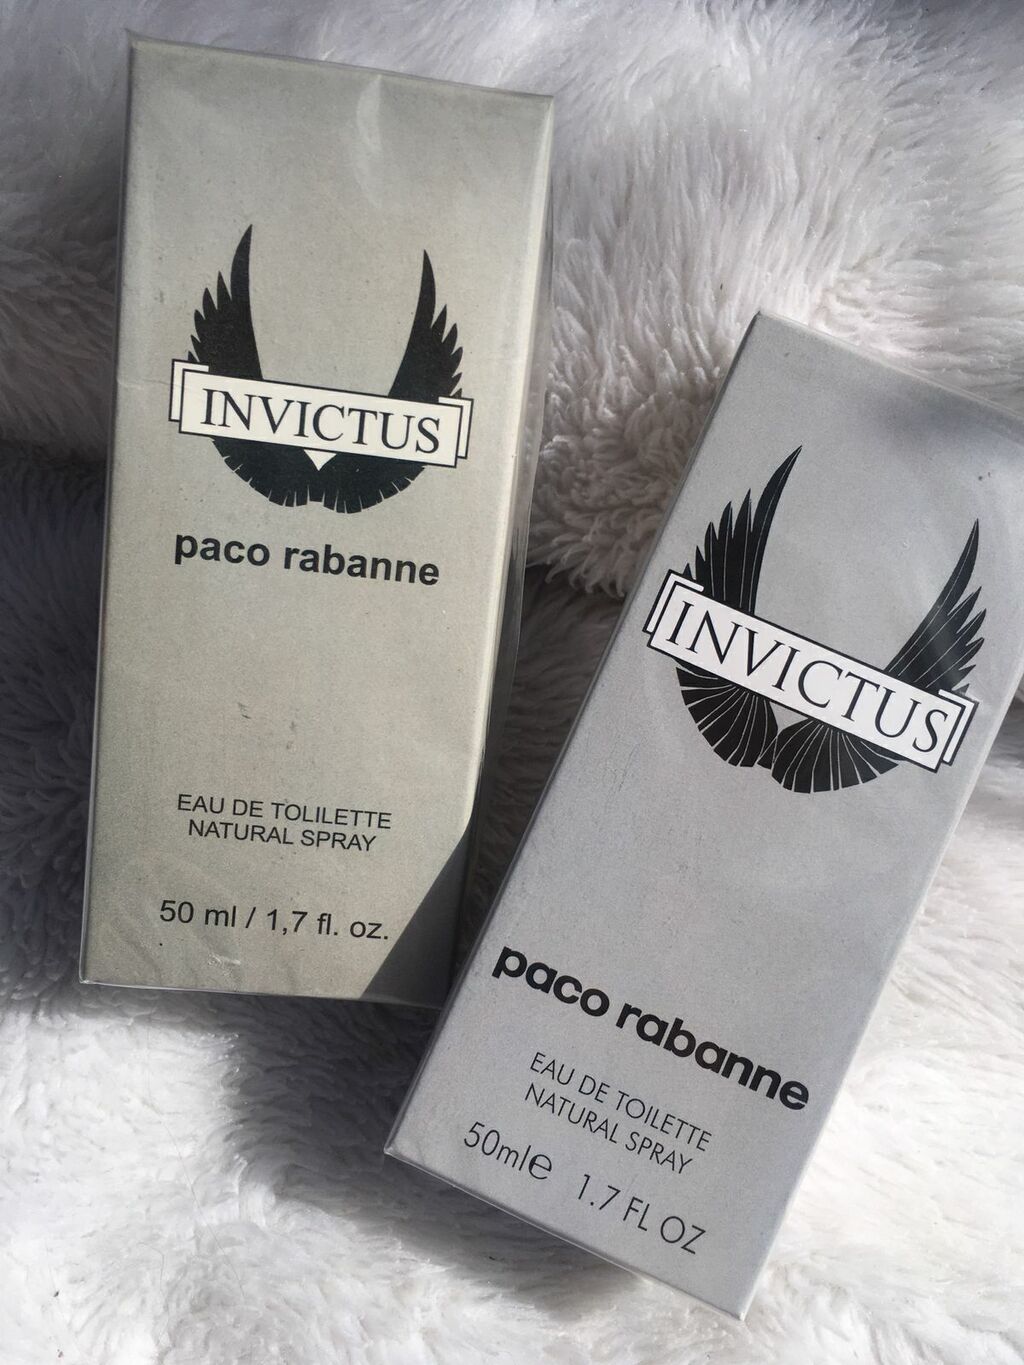 INVICTUS
paco rabanne
EAU DE TOLILETTE
NATURAL SPRAY
50 ml / 1,7 fl. oz.
INVICTUS
paco rabanne
EAU DE TOILETTE
NATURAL SPRAY
50ml℮ 1.7 FL OZ